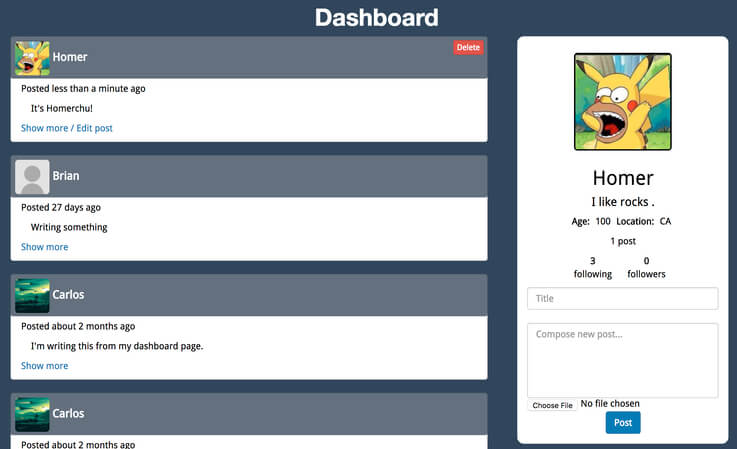 Dashboard
Homer
Delete
Posted less than a minute ago
It's Homerchu!
Show more / Edit post
Brian
Posted 27 days ago
Writing something
Show more
Carlos
Posted about 2 months ago
I'm writing this from my dashboard page.
Show more
Carlos
Posted about 2 months ago
Homer
I like rocks .
Age: 100 Location: CA
1 post
3 0
following followers
Title
Compose new post...
Choose File No file chosen
Post